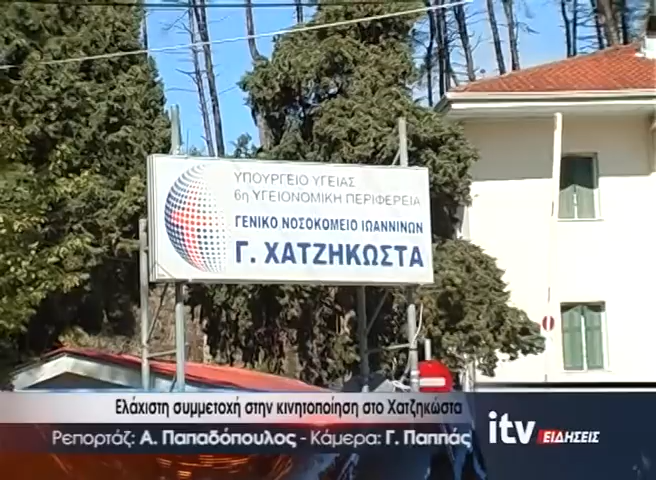 ΥΠΟΥΡΓΕΙΟ ΥΓΕΙΑΣ
6η ΥΓΕΙΟΝΟΜΙΚΗ ΠΕΡΙΦΕΡΕΙΑ
ΓΕΝΙΚΟ ΝΟΣΟΚΟΜΕΙΟ ΙΩΑΝΝΙΝΩΝ
Γ. ΧΑΤΖΗΚΩΣΤΑ
Ελάχιστη συμμετοχή στην κινητοποίηση στο Χατζηκώστα
Ρεπορτάζ: Α. Παπαδόπουλος - Κάμερα: Γ. Παππάς
itv ΕΙΔΗΣΕΙΣ